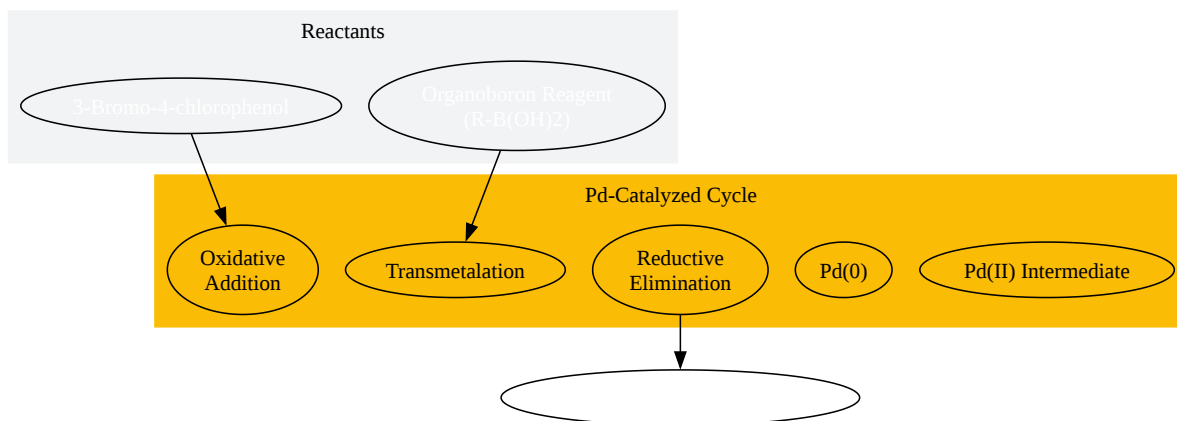 Reactants
3-Bromo-4-chlorophenol
Organoboron Reagent
(R-B(OH)2)
Pd-Catalyzed Cycle
Oxidative
Addition
Transmetalation
Reductive
Elimination
Pd(0)
Pd(II) Intermediate